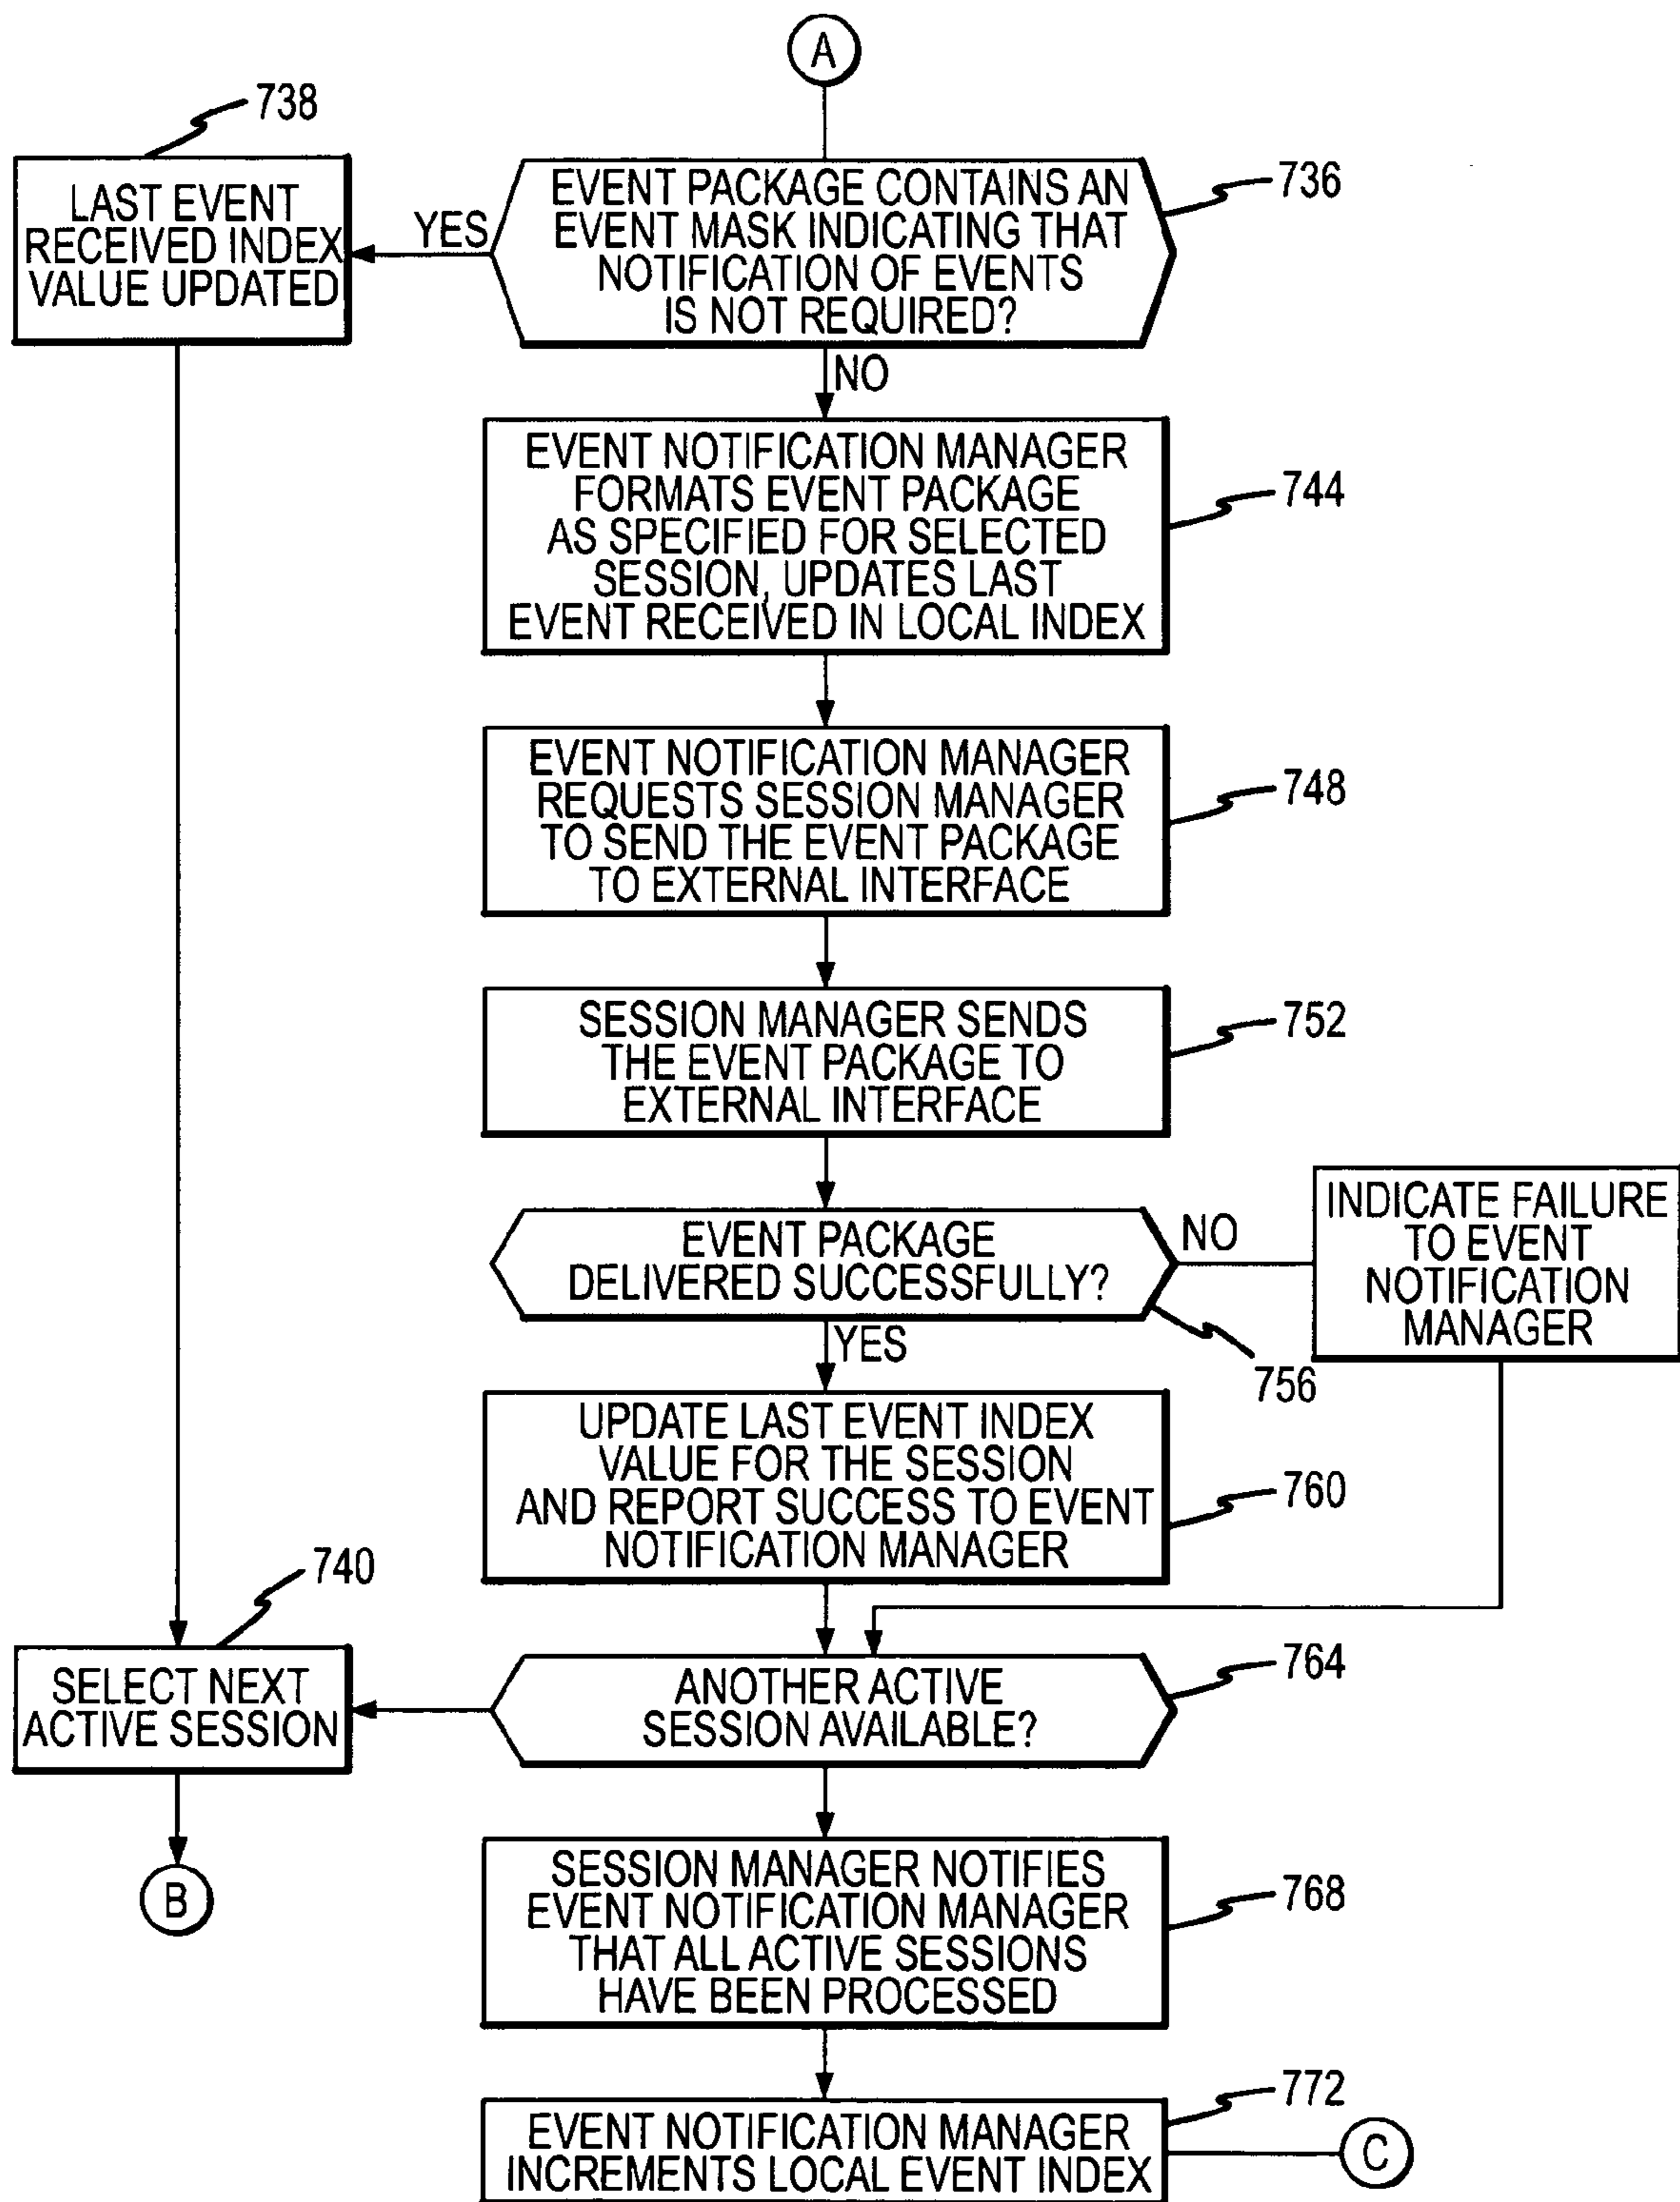 A
738
LAST EVENT
RECEIVED INDEX
VALUE UPDATED
YES
EVENT PACKAGE CONTAINS AN
EVENT MASK INDICATING THAT
NOTIFICATION OF EVENTS
IS NOT REQUIRED?
736
NO
EVENT NOTIFICATION MANAGER
FORMATS EVENT PACKAGE
AS SPECIFIED FOR SELECTED
SESSION, UPDATES LAST
EVENT RECEIVED IN LOCAL INDEX
744
EVENT NOTIFICATION MANAGER
REQUESTS SESSION MANAGER
TO SEND THE EVENT PACKAGE
TO EXTERNAL INTERFACE
748
SESSION MANAGER SENDS
THE EVENT PACKAGE TO
EXTERNAL INTERFACE
752
EVENT PACKAGE
DELIVERED SUCCESSFULLY?
NO
756
INDICATE FAILURE
TO EVENT
NOTIFICATION
MANAGER
YES
UPDATE LAST EVENT INDEX
VALUE FOR THE SESSION
AND REPORT SUCCESS TO EVENT
NOTIFICATION MANAGER
760
740
SELECT NEXT
ACTIVE SESSION
ANOTHER ACTIVE
SESSION AVAILABLE?
764
B
SESSION MANAGER NOTIFIES
EVENT NOTIFICATION MANAGER
THAT ALL ACTIVE SESSIONS
HAVE BEEN PROCESSED
768
EVENT NOTIFICATION MANAGER
INCREMENTS LOCAL EVENT INDEX
772
C